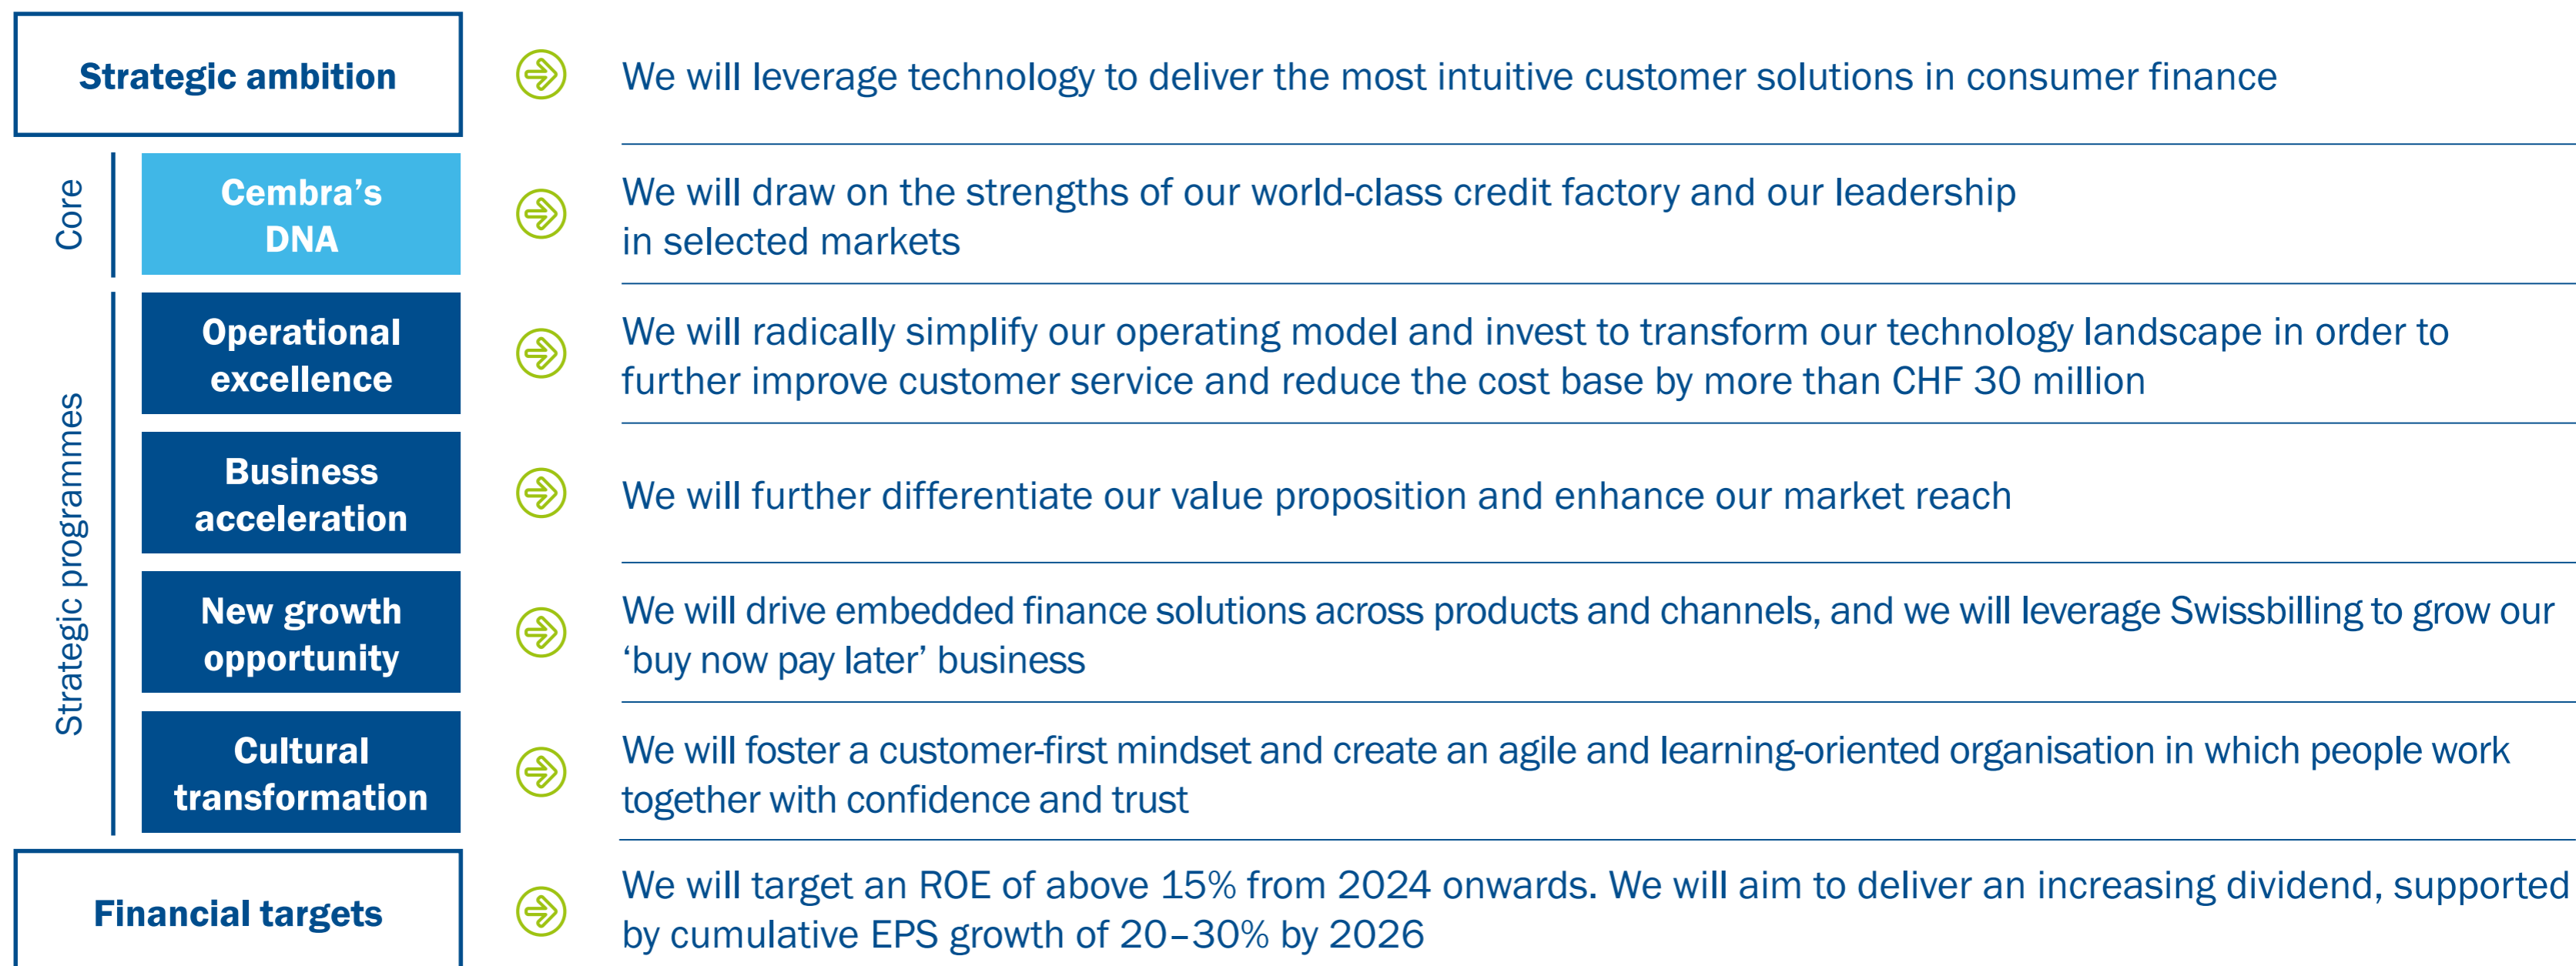 Strategic ambition
We will leverage technology to deliver the most intuitive customer solutions in consumer finance
Core
Cembra’s
DNA
We will draw on the strengths of our world-class credit factory and our leadership
in selected markets
Strategic programmes
Operational
excellence
We will radically simplify our operating model and invest to transform our technology landscape in order to
further improve customer service and reduce the cost base by more than CHF 30 million
Business
acceleration
We will further differentiate our value proposition and enhance our market reach
New growth
opportunity
We will drive embedded finance solutions across products and channels, and we will leverage Swissbilling to grow our
‘buy now pay later’ business
Cultural
transformation
We will foster a customer-first mindset and create an agile and learning-oriented organisation in which people work
together with confidence and trust
Financial targets
We will target an ROE of above 15% from 2024 onwards. We will aim to deliver an increasing dividend, supported
by cumulative EPS growth of 20–30% by 2026